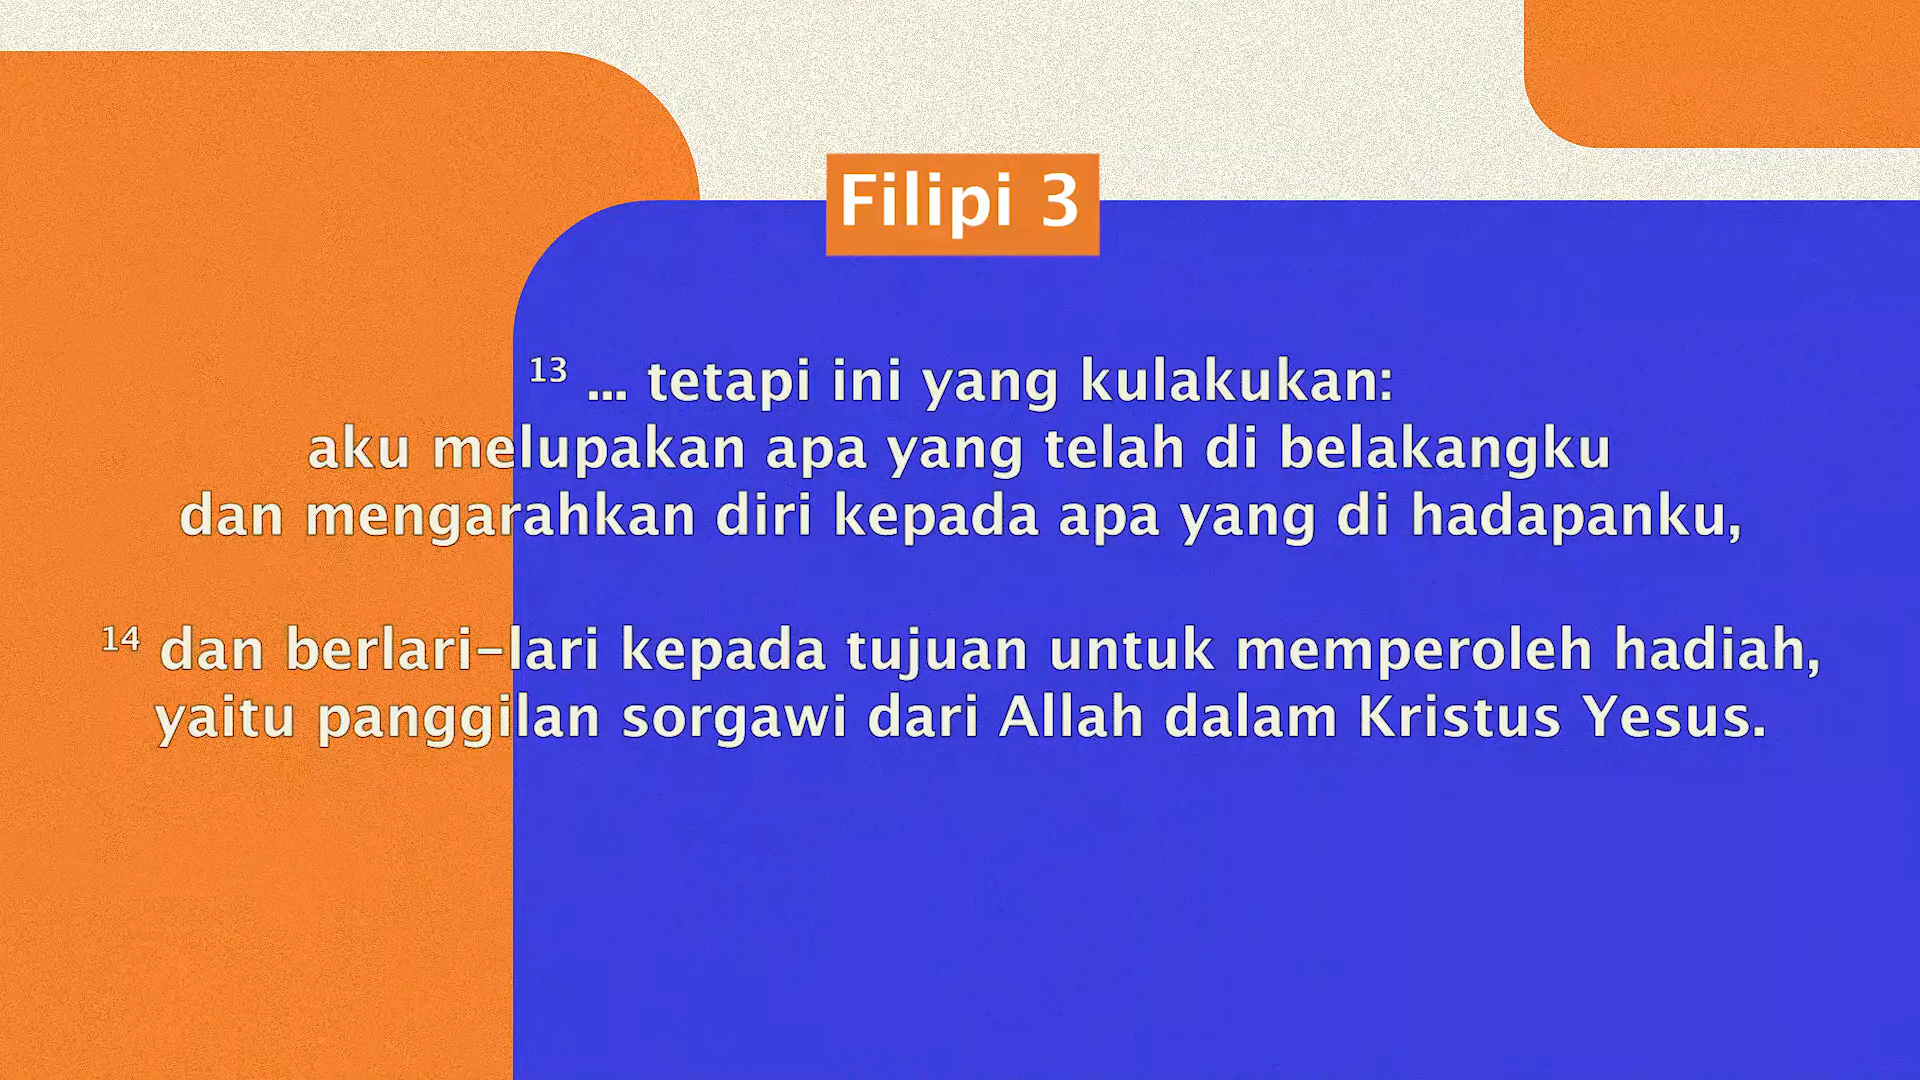 Filipi 3
13 ... tetapi ini yang kulakukan:
aku melupakan apa yang telah di belakangku
dan mengarahkan diri kepada apa yang di hadapanku,
14 dan berlari-lari kepada tujuan untuk memperoleh hadiah,
yaitu panggilan sorgawi dari Allah dalam Kristus Yesus.